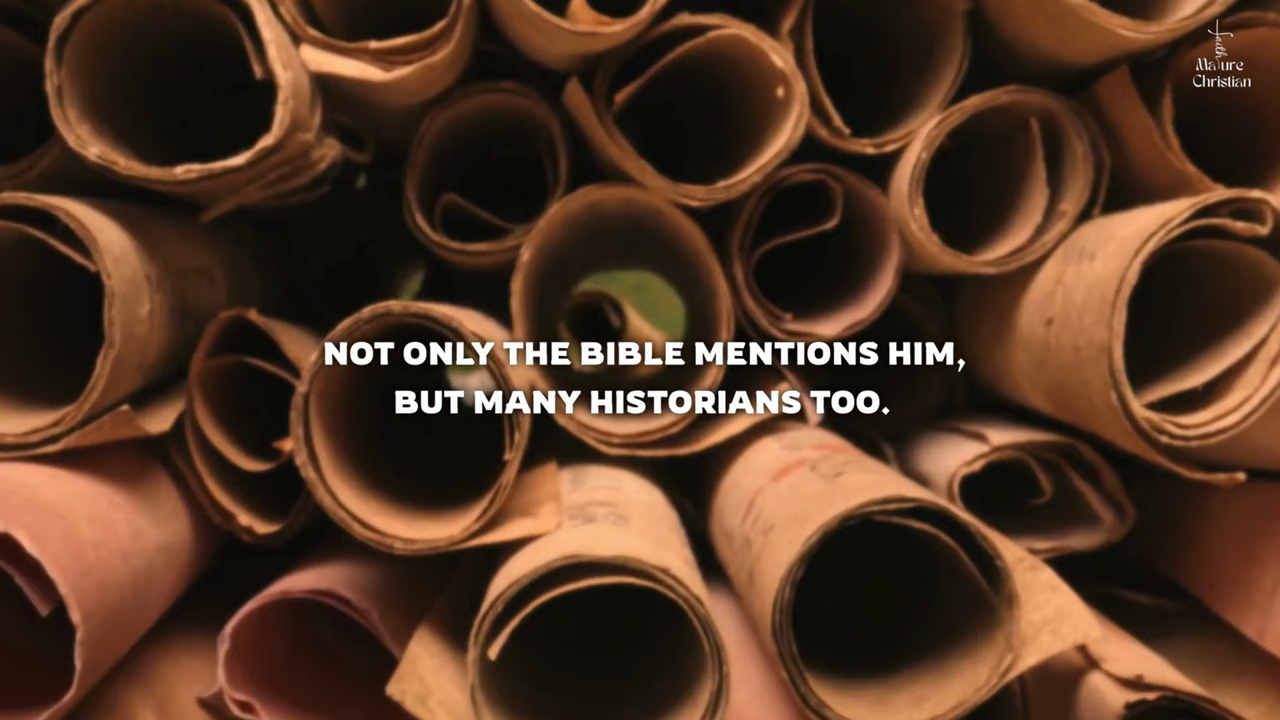 faith
Mature
Christian
NOT ONLY THE BIBLE MENTIONS HIM,
BUT MANY HISTORIANS TOO.